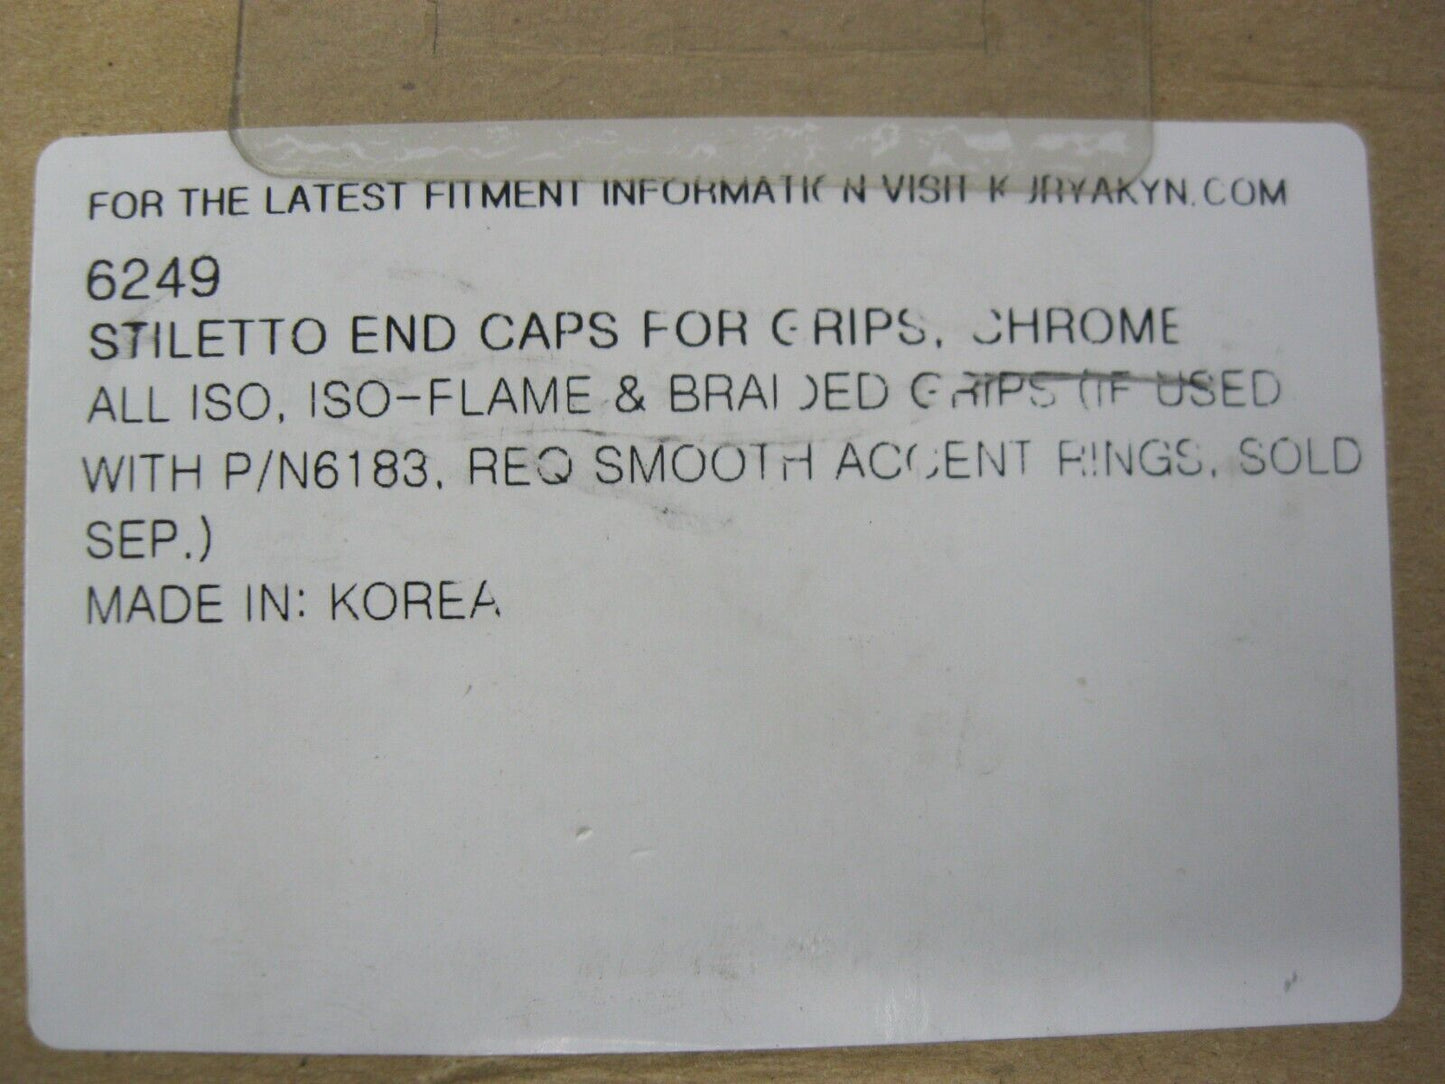 FOR THE LATEST FITMENT INFORMATION VISIT KURYAKYN.COM
6249
STILETTO END CAPS FOR GRIPS, CHROME
ALL ISO, ISO-FLAME & BRAIDED GRIPS (IF USED
WITH P/N6183, REQ SMOOTH ACCENT RINGS, SOLD
SEP.)
MADE IN: KOREA